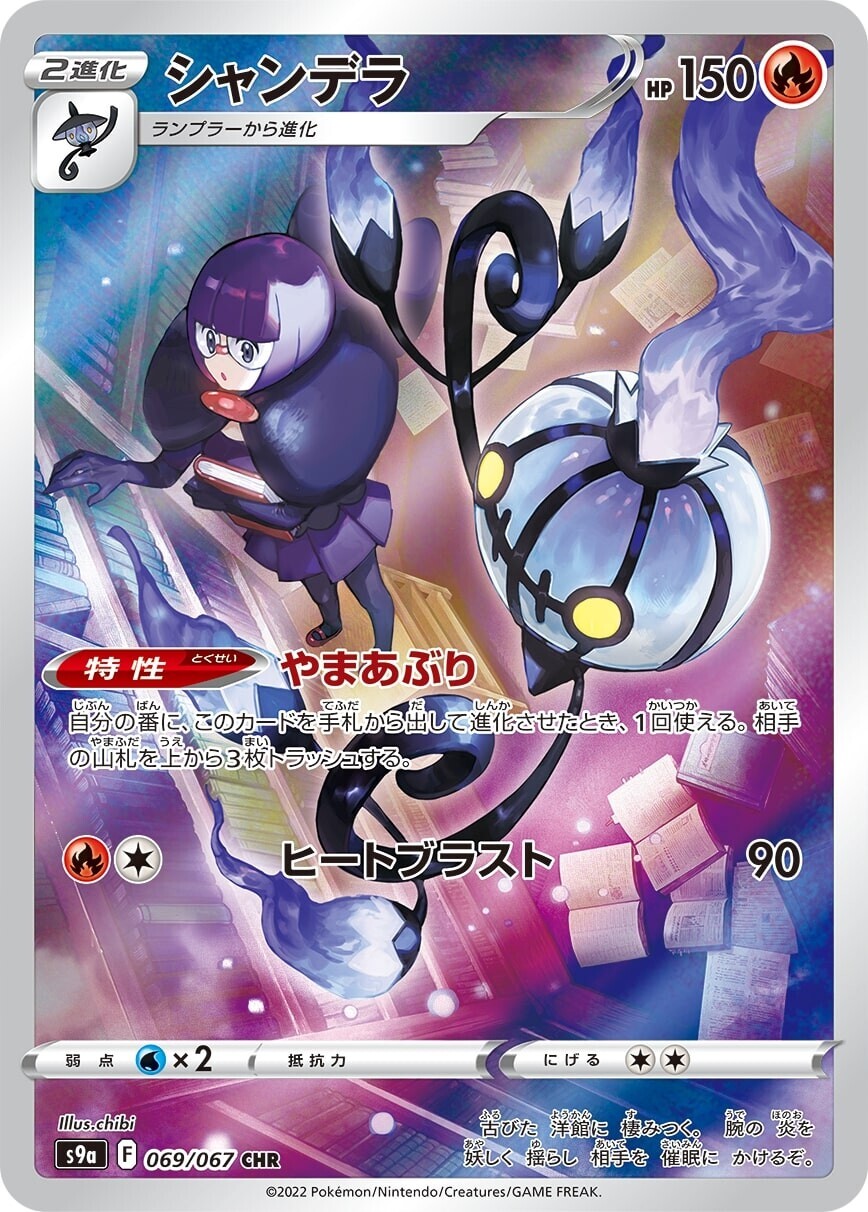 2進化
シャンデラ
HP 150
ランプラーから進化
特性 とくせい やまあぶり
自分の番に、このカードを手札から出して進化させたとき、1回使える。相手
の山札を上から3枚トラッシュする。
ヒートブラスト 90
弱点 ×2 抵抗力 にげる
Illus.chibi
s9a F 069/067 CHR
古びた 洋館に 棲みつく。 腕の 炎を
妖しく 揺らし 相手を 催眠に かけるぞ。
©2022 Pokémon/Nintendo/Creatures/GAME FREAK.